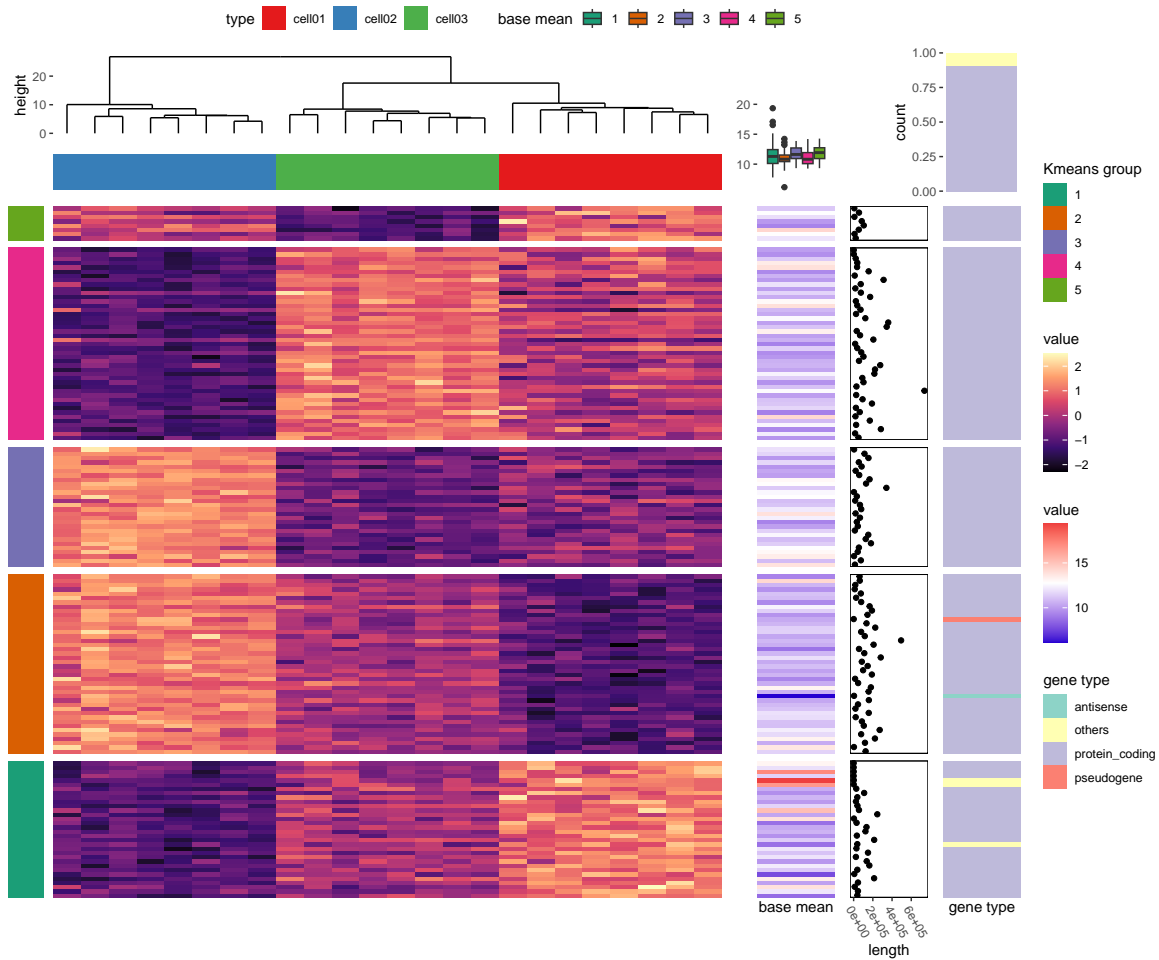 type cell01 cell02 cell03 base mean 1 2 3 4 5
height
20
10
0
20
15
10
count
1.00
0.75
0.50
0.25
0.00
Kmeans group
1
2
3
4
5
value
2
1
0
−1
−2
value
15
10
gene type
antisense
others
protein_coding
pseudogene
base mean
0e+00
2e+05
4e+05
6e+05
length
gene type